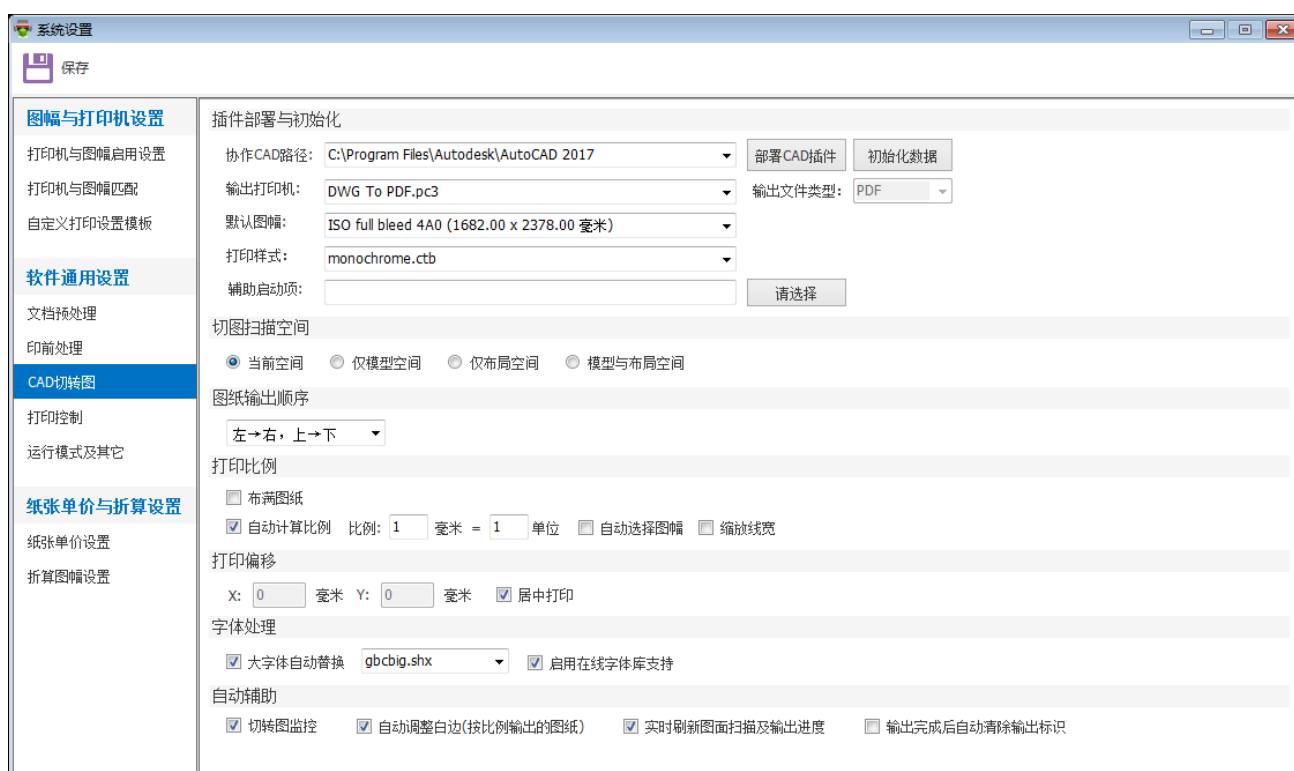 系统设置
保存
图幅与打印机设置
打印机与图幅启用设置
打印机与图幅匹配
自定义打印设置模板
软件通用设置
文档预处理
印前处理
CAD切转图
打印控制
运行模式及其它
纸张单价与折算设置
纸张单价设置
折算图幅设置
插件部署与初始化
协作CAD路径: C:\Program Files\Autodesk\AutoCAD 2017 部署CAD插件 初始化数据
输出打印机: DWG To PDF.pc3 输出文件类型: PDF
默认图幅: ISO full bleed 4A0 (1682.00 x 2378.00 毫米)
打印样式: monochrome.ctb
辅助启动项: 请选择
切图扫描空间
当前空间 仅模型空间 仅布局空间 模型与布局空间
图纸输出顺序
左→右，上→下
打印比例
布满图纸
自动计算比例 比例: 1 毫米 = 1 单位 自动选择图幅 缩放线宽
打印偏移
X: 0 毫米 Y: 0 毫米 居中打印
字体处理
大字体自动替换 gbcbig.shx 启用在线字体库支持
自动辅助
切转图监控 自动调整白边(按比例输出的图纸) 实时刷新图面扫描及输出进度 输出完成后自动清除输出标识